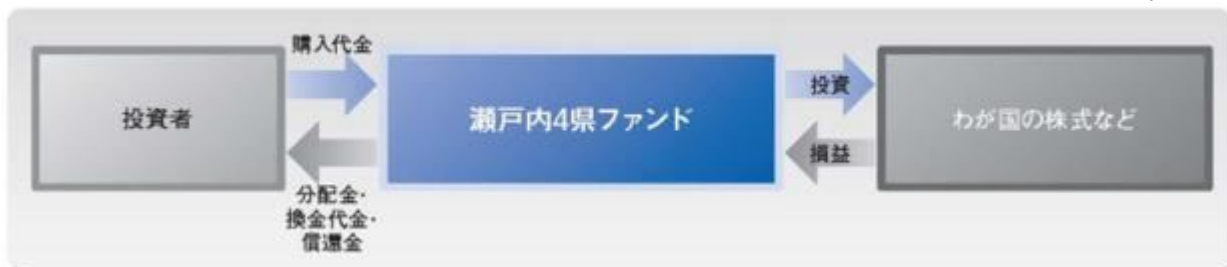 購入代金
投資者
瀬戸内4県ファンド
投資
わが国の株式など
損益
分配金・
換金代金・
償還金